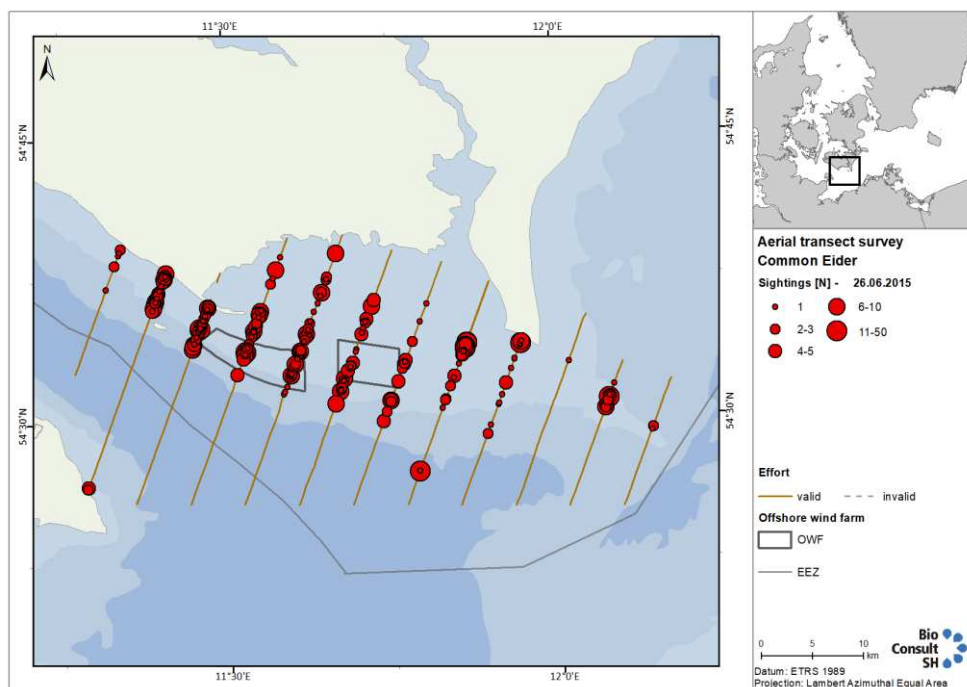 11°30'E
12°0'E
N
54°45'N
54°45'N
54°30'N
54°30'N
11°30'E
12°0'E
Aerial transect survey
Common Eider
Sightings [N] - 26.06.2015
1
6-10
2-3
11-50
4-5
Effort
valid
invalid
Offshore wind farm
OWF
EEZ
0 5 10
km
Bio
Consult
SH
Datum: ETRS 1989
Projection: Lambert Azimuthal Equal Area